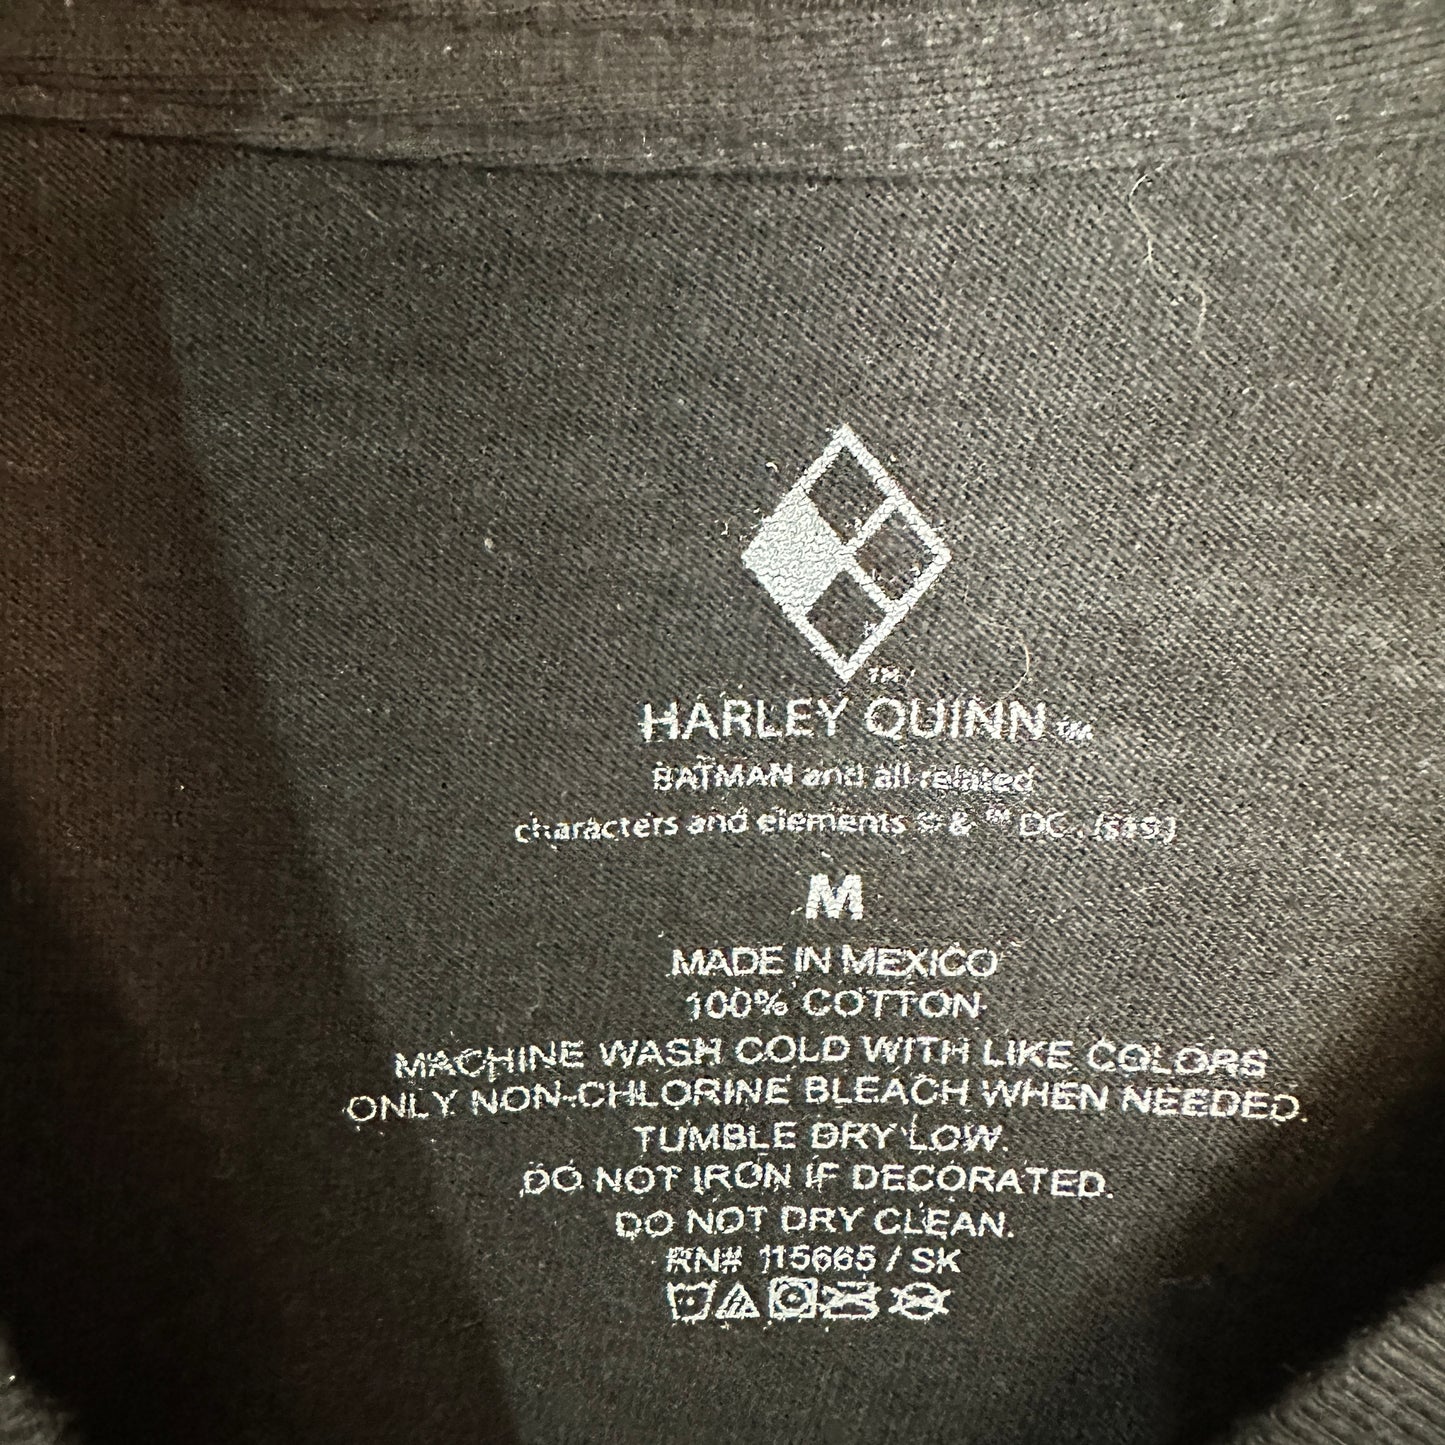 TM
HARLEY QUINN™
BATMAN and all related
characters and elements © & ™ DC. (s19)
M
MADE IN MEXICO
100% COTTON
MACHINE WASH COLD WITH LIKE COLORS
ONLY NON-CHLORINE BLEACH WHEN NEEDED.
TUMBLE DRY LOW.
DO NOT IRON IF DECORATED.
DO NOT DRY CLEAN.
RN# 115665 / SK